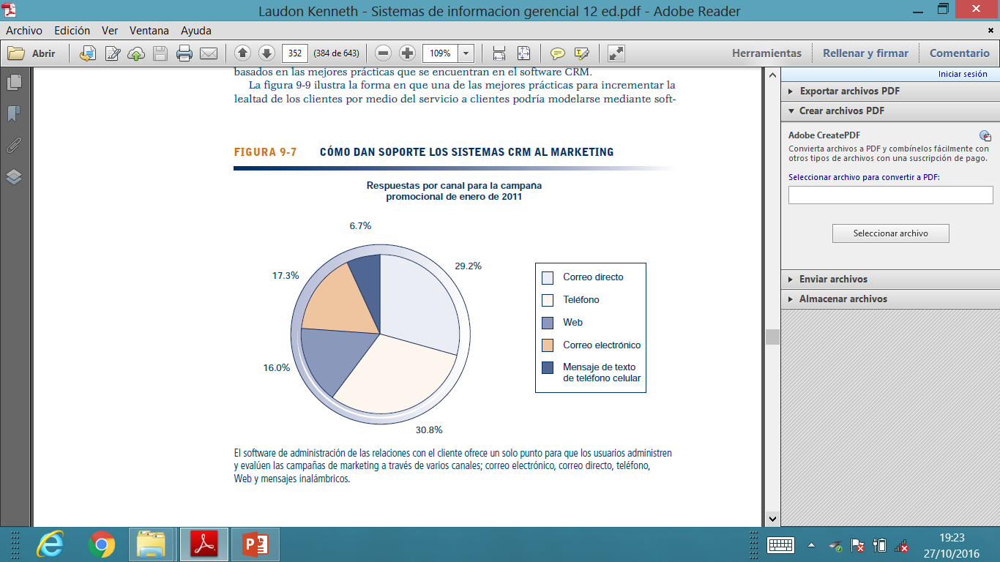 Laudon Kenneth - Sistemas de informacion gerencial 12 ed.pdf - Adobe Reader
Archivo Edición Ver Ventana Ayuda
Abrir 352 (384 de 643) 109% Herramientas Rellenar y firmar Comentario
basados en las mejores prácticas que se encuentran en el software CRM.
La figura 9-9 ilustra la forma en que una de las mejores prácticas para incrementar la
lealtad de los clientes por medio del servicio a clientes podría modelarse mediante soft-
FIGURA 9-7 CÓMO DAN SOPORTE LOS SISTEMAS CRM AL MARKETING
Respuestas por canal para la campaña
promocional de enero de 2011
6.7%
29.2%
17.3%
16.0%
30.8%
Correo directo
Teléfono
Web
Correo electrónico
Mensaje de texto
de teléfono celular
El software de administración de las relaciones con el cliente ofrece un solo punto para que los usuarios administren
y evalúen las campañas de marketing a través de varios canales; correo electrónico, correo directo, teléfono,
Web y mensajes inalámbricos.
Iniciar sesión
Exportar archivos PDF
Crear archivos PDF
Adobe CreatePDF
Convierta archivos a PDF y combínelos fácilmente con
otros tipos de archivos con una suscripción de pago.
Seleccionar archivo para convertir a PDF:
Seleccionar archivo
Enviar archivos
Almacenar archivos
19:23
27/10/2016